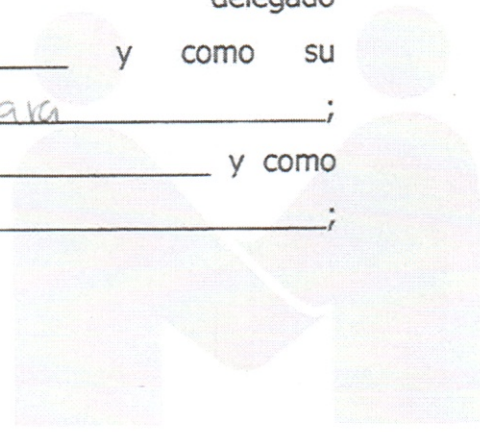 delegado
y como su
;
y como
;